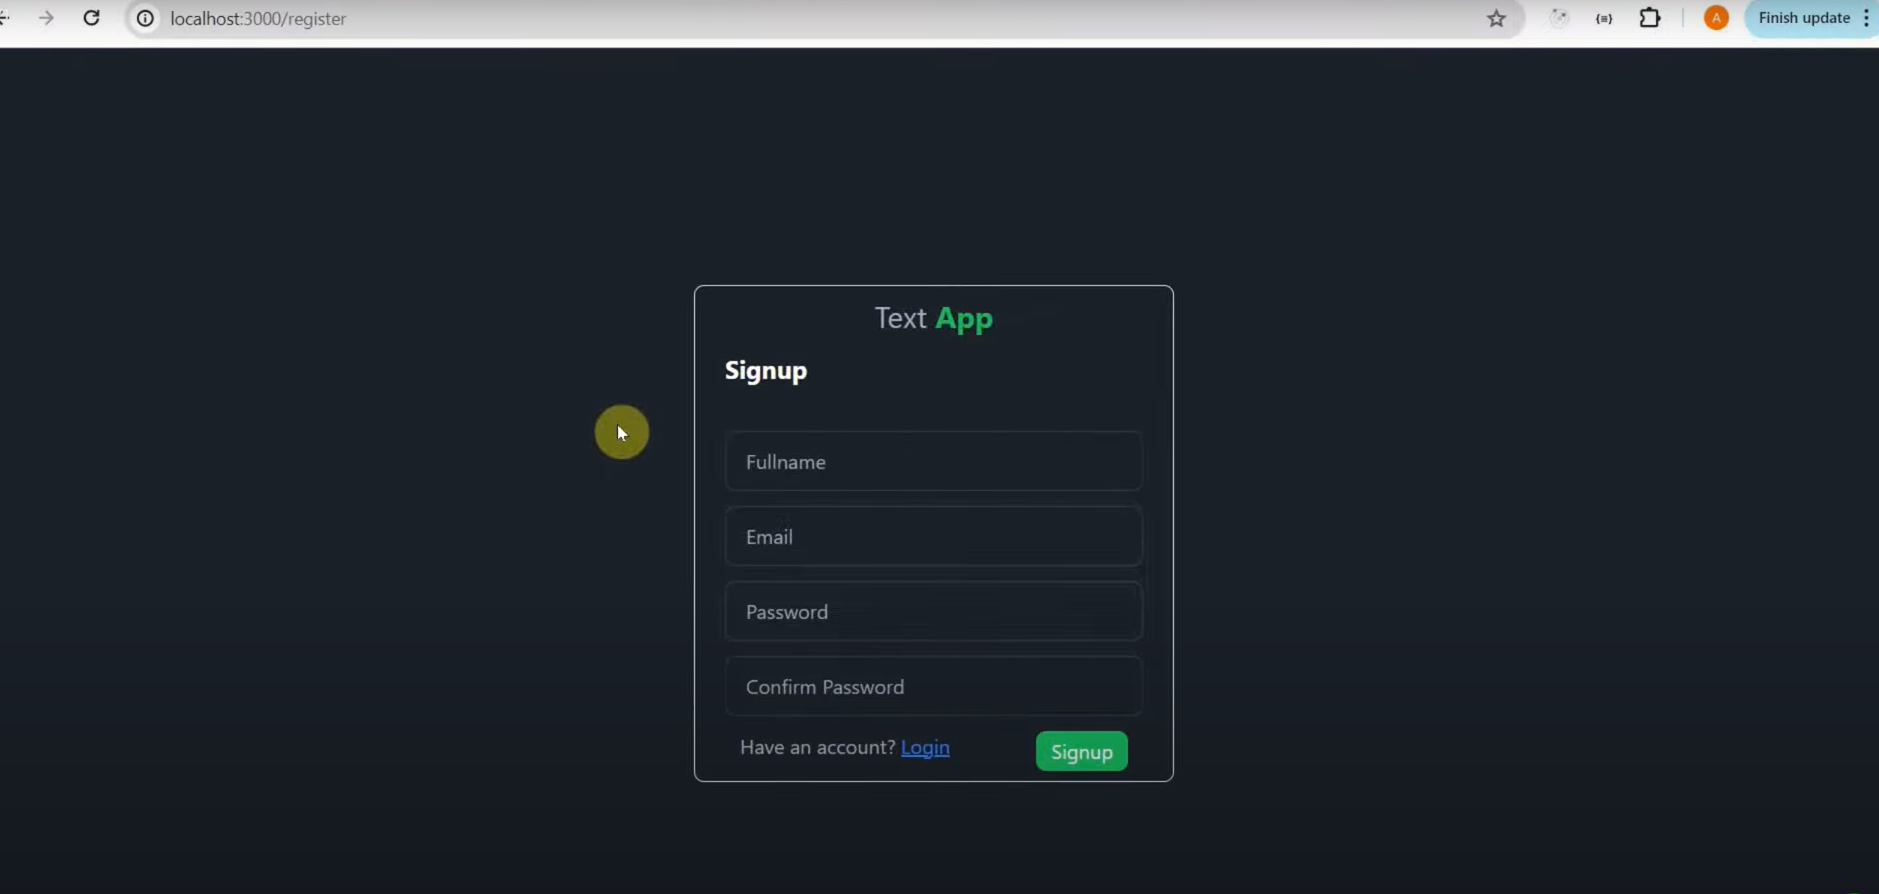 localhost:3000/register
{≡}
A
Finish update
Text App
Signup
Fullname
Email
Password
Confirm Password
Have an account? Login
Signup